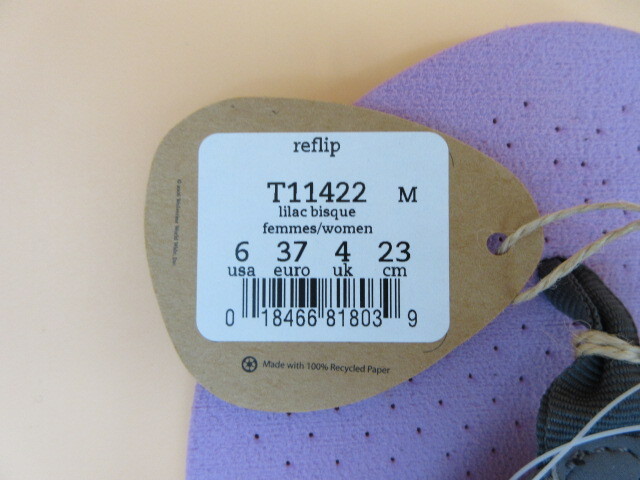 reflip
T11422 M
lilac bisque
femmes/women
6 37 4 23
usa euro uk cm
0 18466 81803 9
Made with 100% Recycled Paper